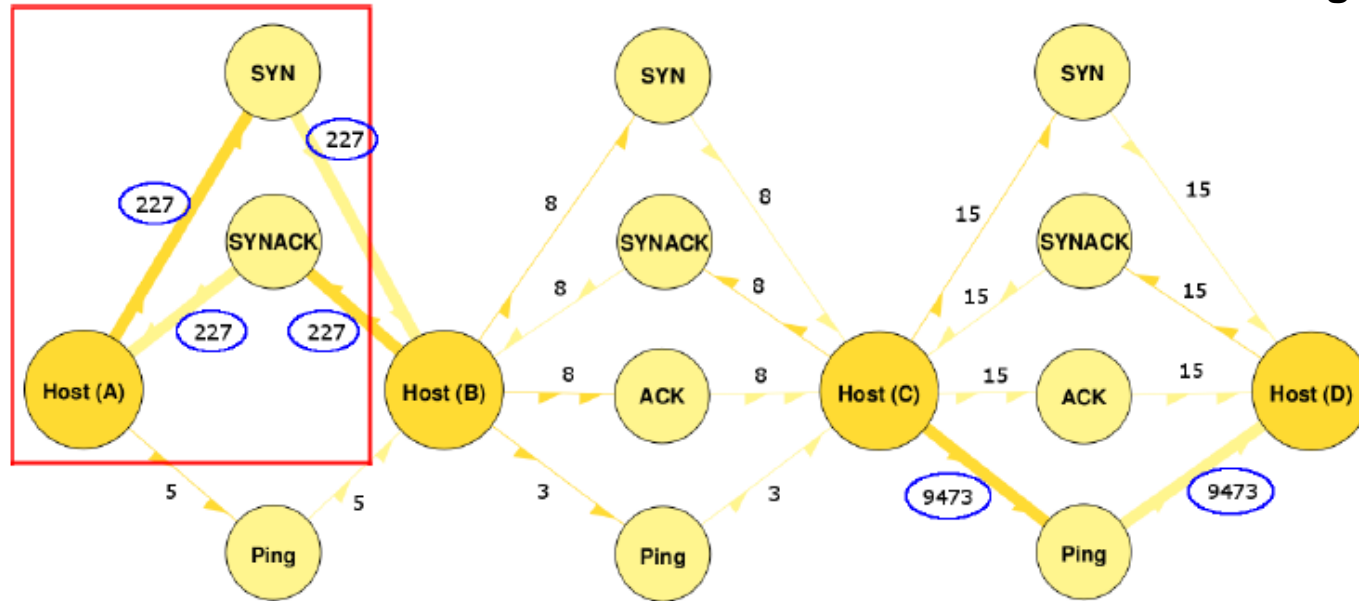 g
SYN
SYN
SYN
227
227
8
8
15
15
SYNACK
SYNACK
SYNACK
227
227
8
8
15
15
Host (A)
Host (B)
8
ACK
8
Host (C)
15
ACK
15
Host (D)
5
5
3
3
9473
9473
Ping
Ping
Ping